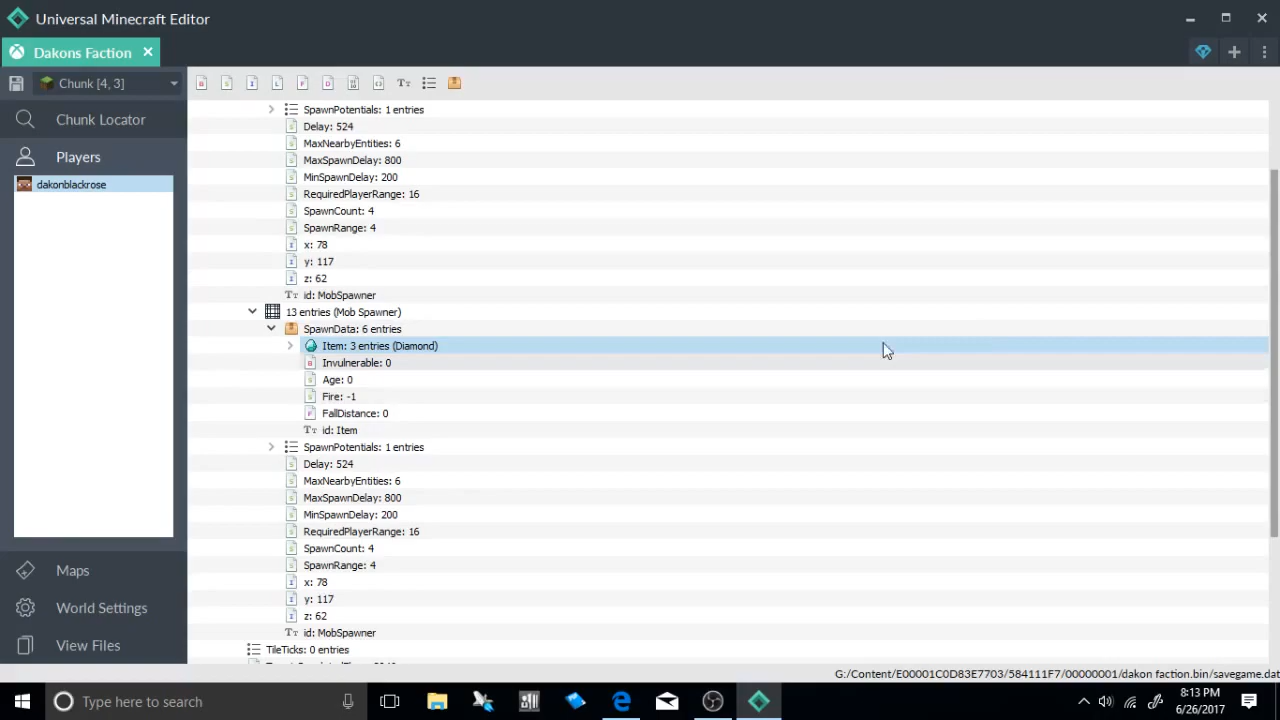 Universal Minecraft Editor
Dakons Faction
Chunk [4, 3]
Chunk Locator
Players
dakonblackrose
Maps
World Settings
View Files
SpawnPotentials: 1 entries
Delay: 524
MaxNearbyEntities: 6
MaxSpawnDelay: 800
MinSpawnDelay: 200
RequiredPlayerRange: 16
SpawnCount: 4
SpawnRange: 4
x: 78
y: 117
z: 62
id: MobSpawner
13 entries (Mob Spawner)
SpawnData: 6 entries
Item: 3 entries (Diamond)
Invulnerable: 0
Age: 0
Fire: -1
FallDistance: 0
id: Item
SpawnPotentials: 1 entries
Delay: 524
MaxNearbyEntities: 6
MaxSpawnDelay: 800
MinSpawnDelay: 200
RequiredPlayerRange: 16
SpawnCount: 4
SpawnRange: 4
x: 78
y: 117
z: 62
id: MobSpawner
TileTicks: 0 entries
G:/Content/E00001C0D83E7703/584111F7/00000001/dakon faction.bin/savegame.dat
Type here to search
8:13 PM
6/26/2017